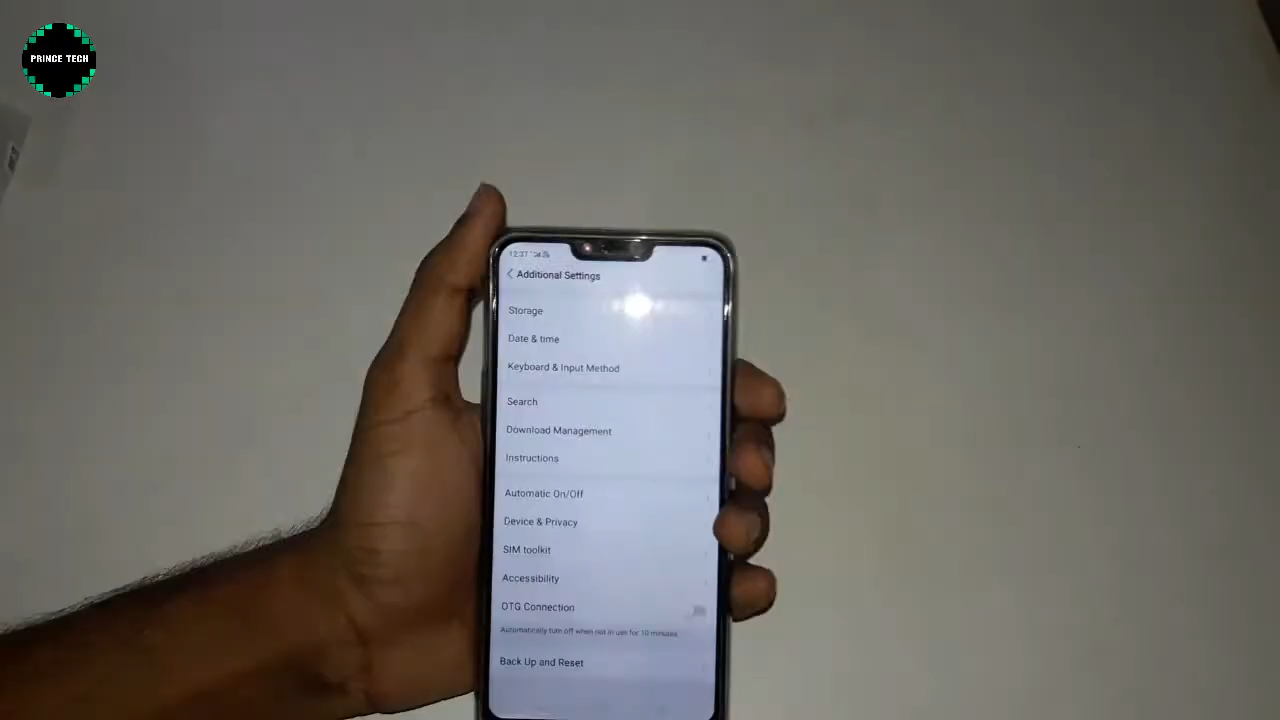 PRINCE TECH
12:37
Additional Settings
Storage
Date & time
Keyboard & Input Method
Search
Download Management
Instructions
Automatic On/Off
Device & Privacy
SIM toolkit
Accessibility
OTG Connection
Automatically turn off when not in use for 10 minutes.
Back Up and Reset